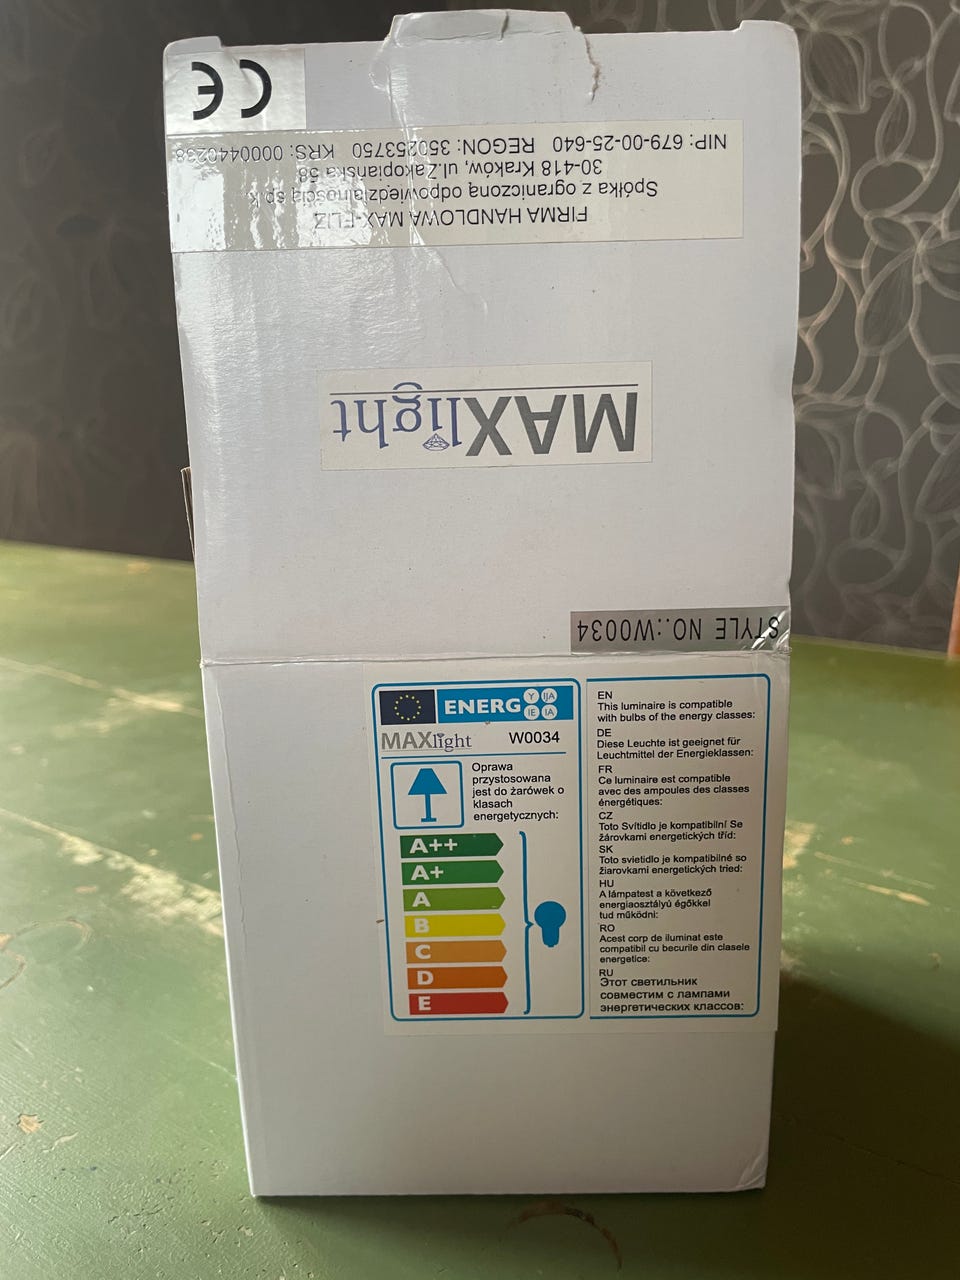 CE
FIRMA HANDLOWA MAX-FLIZ
Spółka z ograniczoną odpowiedzialnością sp.k.
30-418 Kraków, ul.Zakopiańska 58
NIP: 679-00-25-640 REGON: 350253750 KRS: 0000440238
MAXlight
STYLE NO.:W0034
ENERG Y IJA IE IA
MAXlight W0034
Oprawa
przystosowana
jest do żarówek o
klasach
energetycznych:
A++
A+
A
B
C
D
E
EN
This luminaire is compatible
with bulbs of the energy classes:
DE
Diese Leuchte ist geeignet für
Leuchtmittel der Energieklassen:
FR
Ce luminaire est compatible
avec des ampoules des classes
énergétiques:
CZ
Toto Svítidlo je kompatibilní Se
žárovkami energetických tříd:
SK
Toto svietidlo je kompatibilné so
žiarovkami energetických tried:
HU
A lámpatest a következő
energiaosztályú égőkkel
tud működni:
RO
Acest corp de iluminat este
compatibil cu becurile din clasele
energetice:
RU
Этот светильник
совместим с лампами
энергетических классов: